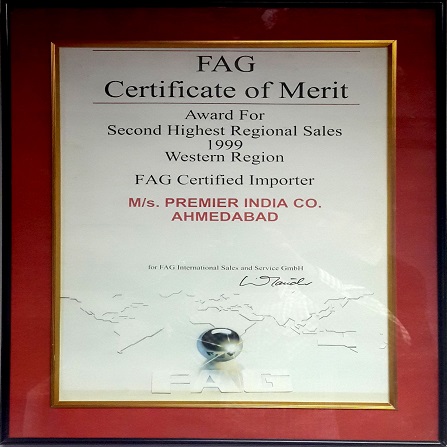 FAG
Certificate of Merit
Award For
Second Highest Regional Sales
1999
Western Region
FAG Certified Importer
M/s. PREMIER INDIA CO.
AHMEDABAD
for FAG International Sales and Service GmbH
FAG